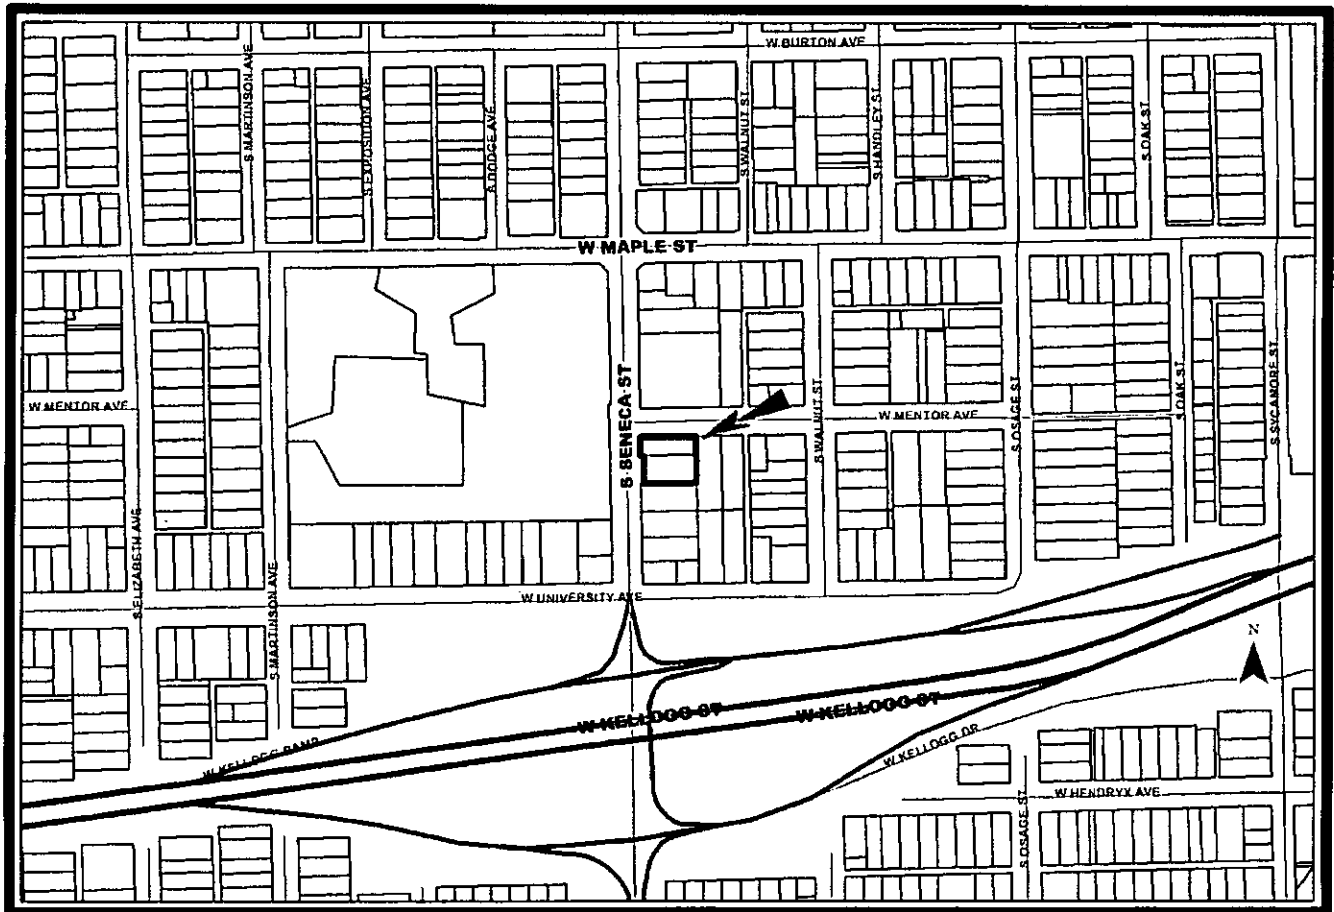 W BURTON AVE
S MARTINSON AVE
S EXPOSITION AVE
S DODGE AVE
S WALNUT ST
S HANDLEY ST
S OAK ST
W MAPLE ST
S SENECA ST
W MENTOR AVE
S WALNUT ST
W MENTOR AVE
S OSAGE ST
S OAK ST
S SYCAMORE ST
S ELIZABETH AVE
S MARTINSON AVE
W UNIVERSITY AVE
N
W KELLOGG ST
W KELLOGG ST
W KELLOGG RAMP
W KELLOGG DR
W HENDRYX AVE
S OSAGE ST